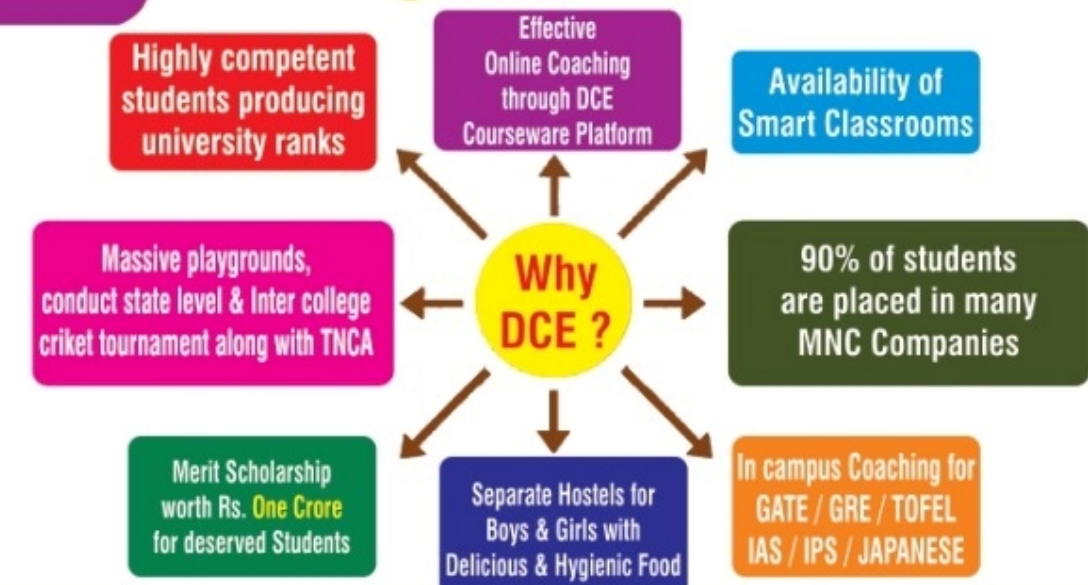 Highly competent
students producing
university ranks
Effective
Online Coaching
through DCE
Courseware Platform
Availability of
Smart Classrooms
Massive playgrounds,
conduct state level & Inter college
criket tournament along with TNCA
Why
DCE ?
90% of students
are placed in many
MNC Companies
Merit Scholarship
worth Rs. One Crore
for deserved Students
Separate Hostels for
Boys & Girls with
Delicious & Hygienic Food
In campus Coaching for
GATE / GRE / TOFEL
IAS / IPS / JAPANESE